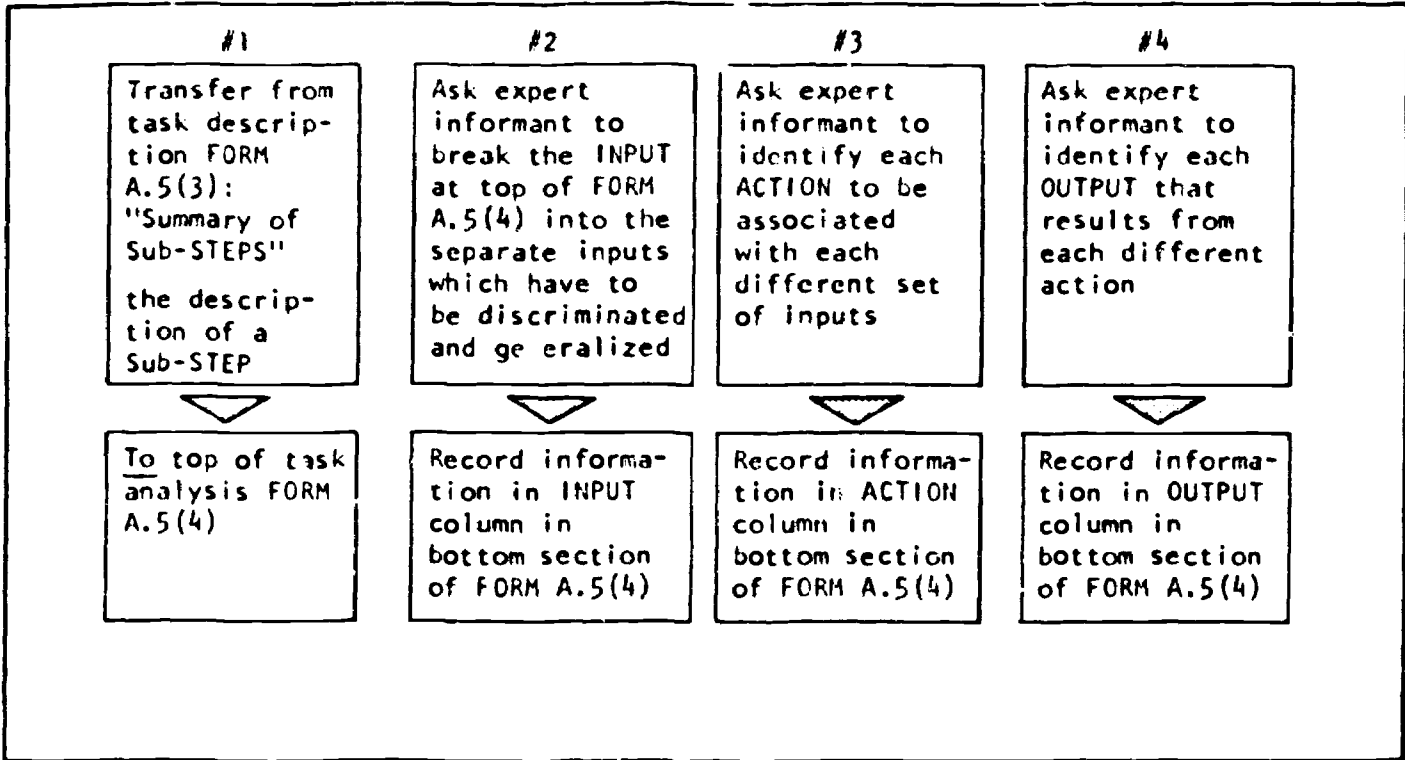 #1
Transfer from
task descrip-
tion FORM
A.5(3):
"Summary of
Sub-STEPS"
the descrip-
tion of a
Sub-STEP
To top of task
analysis FORM
A.5(4)
#2
Ask expert
informant to
break the INPUT
at top of FORM
A.5(4) into the
separate inputs
which have to
be discriminated
and ge eralized
Record informa-
tion in INPUT
column in
bottom section
of FORM A.5(4)
#3
Ask expert
informant to
identify each
ACTION to be
associated
with each
different set
of inputs
Record informa-
tion in ACTION
column in
bottom section
of FORM A.5(4)
#4
Ask expert
informant to
identify each
OUTPUT that
results from
each different
action
Record informa-
tion in OUTPUT
column in
bottom section
of FORM A.5(4)